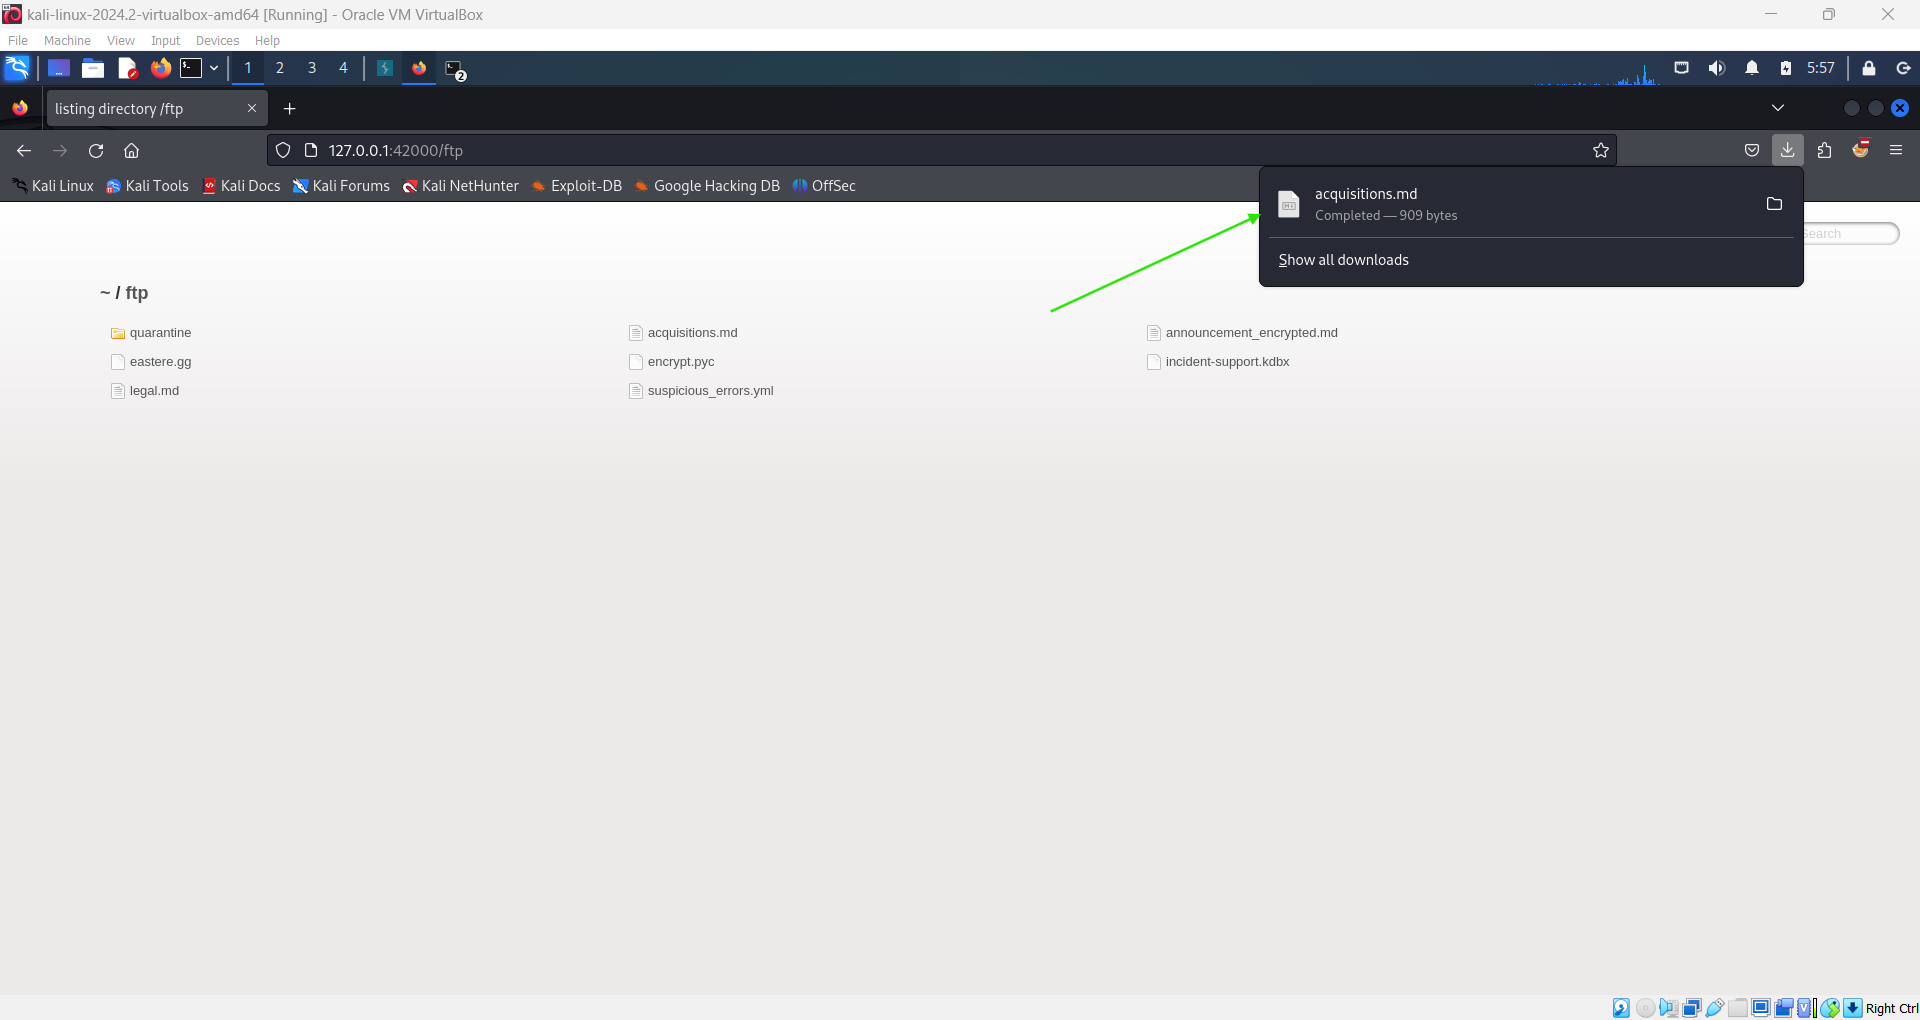 kali-linux-2024.2-virtualbox-amd64 [Running] - Oracle VM VirtualBox
File Machine View Input Devices Help
1 2 3 4 2 5:57
listing directory /ftp
127.0.0.1:42000/ftp
Kali Linux Kali Tools Kali Docs Kali Forums Kali NetHunter Exploit-DB Google Hacking DB OffSec
acquisitions.md
Completed — 909 bytes
Search
Show all downloads
~ / ftp
quarantine acquisitions.md announcement_encrypted.md
eastere.gg encrypt.pyc incident-support.kdbx
legal.md suspicious_errors.yml
Right Ctrl